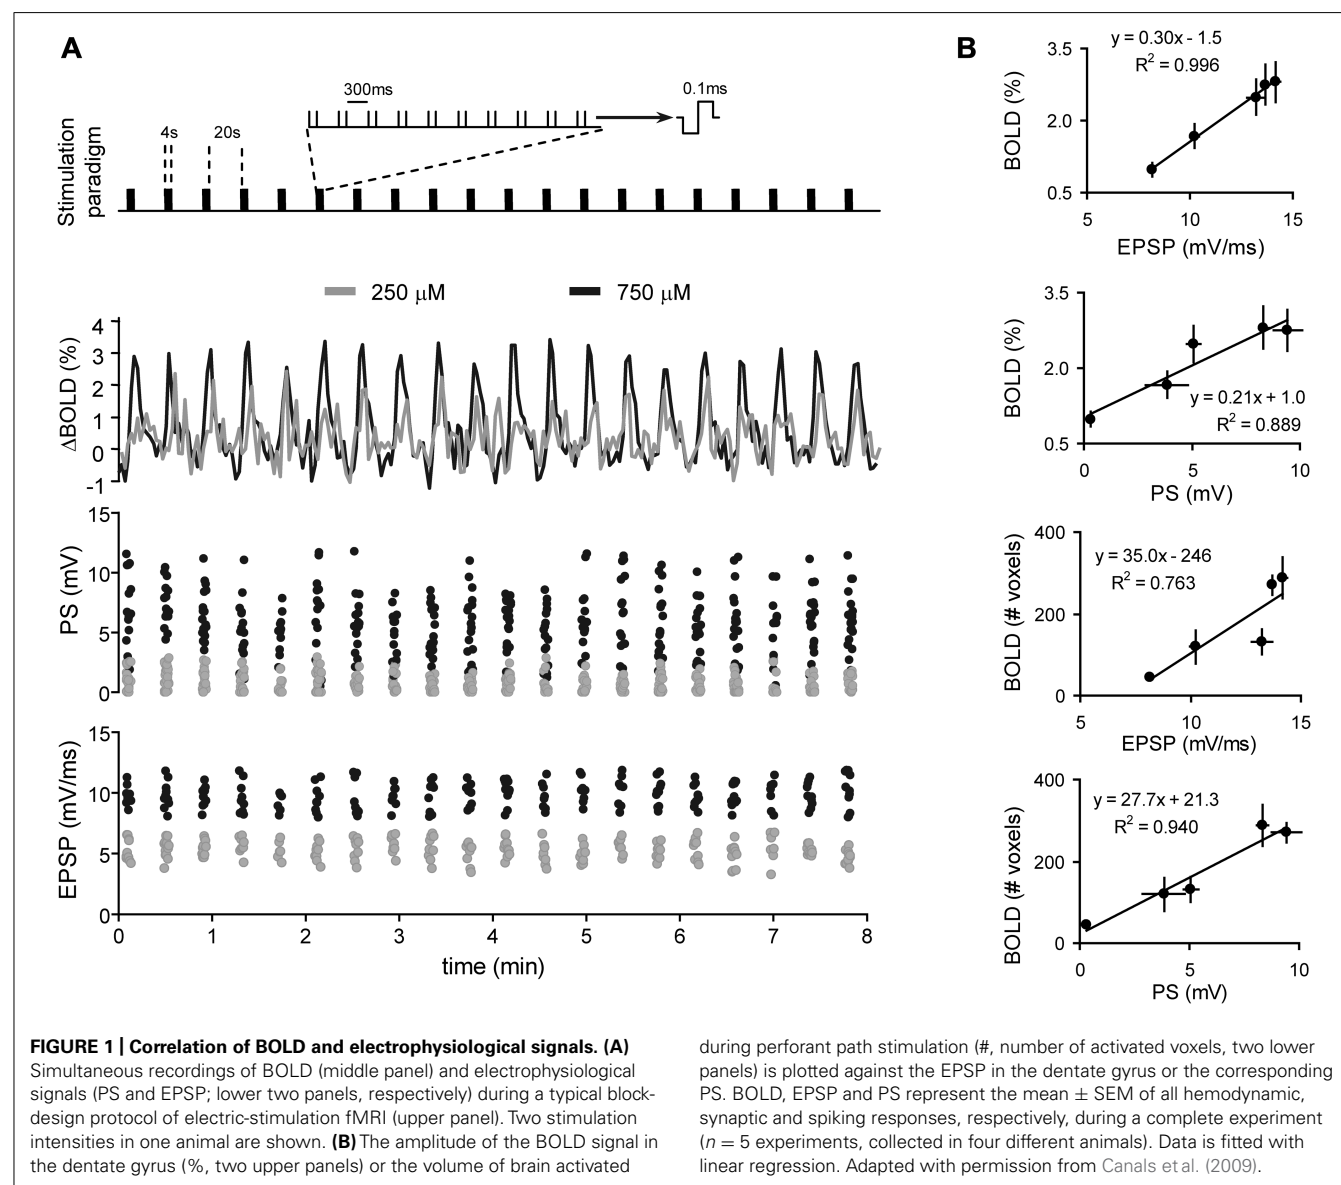 A
B
300ms
0.1ms
4s
20s
Stimulation
paradigm
250 μM
750 μM
ΔBOLD (%)
4
3
2
1
0
-1
PS (mV)
15
10
5
0
EPSP (mV/ms)
15
10
5
0
0 1 2 3 4 5 6 7 8
time (min)
y = 0.30x - 1.5
R² = 0.996
BOLD (%)
3.5
2.0
0.5
5 10 15
EPSP (mV/ms)
BOLD (%)
3.5
2.0
0.5
y = 0.21x + 1.0
R² = 0.889
0 5 10
PS (mV)
BOLD (# voxels)
400
200
0
y = 35.0x - 246
R² = 0.763
5 10 15
EPSP (mV/ms)
BOLD (# voxels)
400
200
0
y = 27.7x + 21.3
R² = 0.940
0 5 10
PS (mV)
FIGURE 1 | Correlation of BOLD and electrophysiological signals. (A)
Simultaneous recordings of BOLD (middle panel) and electrophysiological
signals (PS and EPSP; lower two panels, respectively) during a typical block-
design protocol of electric-stimulation fMRI (upper panel). Two stimulation
intensities in one animal are shown. (B) The amplitude of the BOLD signal in
the dentate gyrus (%, two upper panels) or the volume of brain activated
during perforant path stimulation (#, number of activated voxels, two lower
panels) is plotted against the EPSP in the dentate gyrus or the corresponding
PS. BOLD, EPSP and PS represent the mean ± SEM of all hemodynamic,
synaptic and spiking responses, respectively, during a complete experiment
(n = 5 experiments, collected in four different animals). Data is fitted with
linear regression. Adapted with permission from Canals et al. (2009).